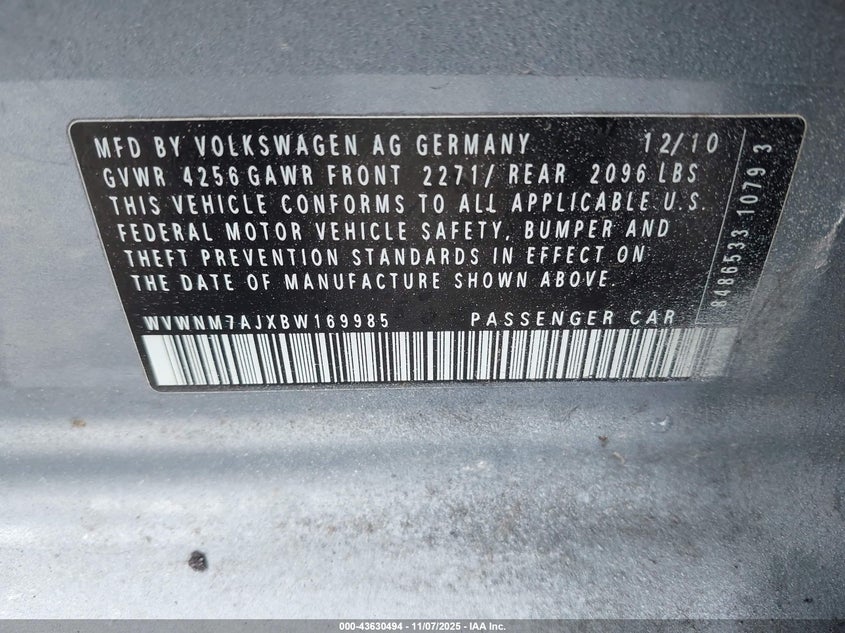 MFD BY VOLKSWAGEN AG GERMANY 12/10
GVWR 4256 GAWR FRONT 2271/ REAR 2096 LBS
THIS VEHICLE CONFORMS TO ALL APPLICABLE U.S.
FEDERAL MOTOR VEHICLE SAFETY, BUMPER AND
THEFT PREVENTION STANDARDS IN EFFECT ON
THE DATE OF MANUFACTURE SHOWN ABOVE.
WVWNM7AJXBW169985 PASSENGER CAR
8486533 1079 3
000-43630494 - 11/07/2025 - IAA Inc.